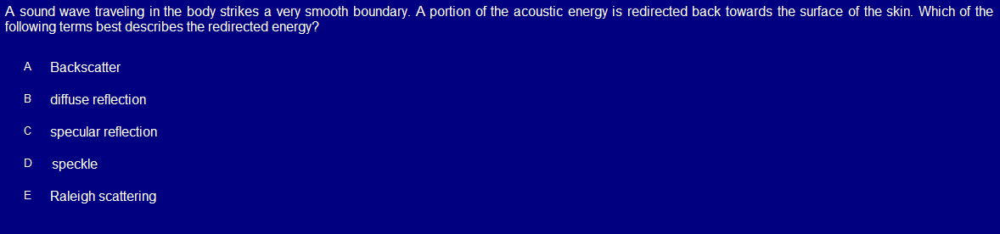 A sound wave traveling in the body strikes a very smooth boundary. A portion of the acoustic energy is redirected back towards the surface of the skin. Which of the
following terms best describes the redirected energy?
A Backscatter
B diffuse reflection
C specular reflection
D speckle
E Raleigh scattering